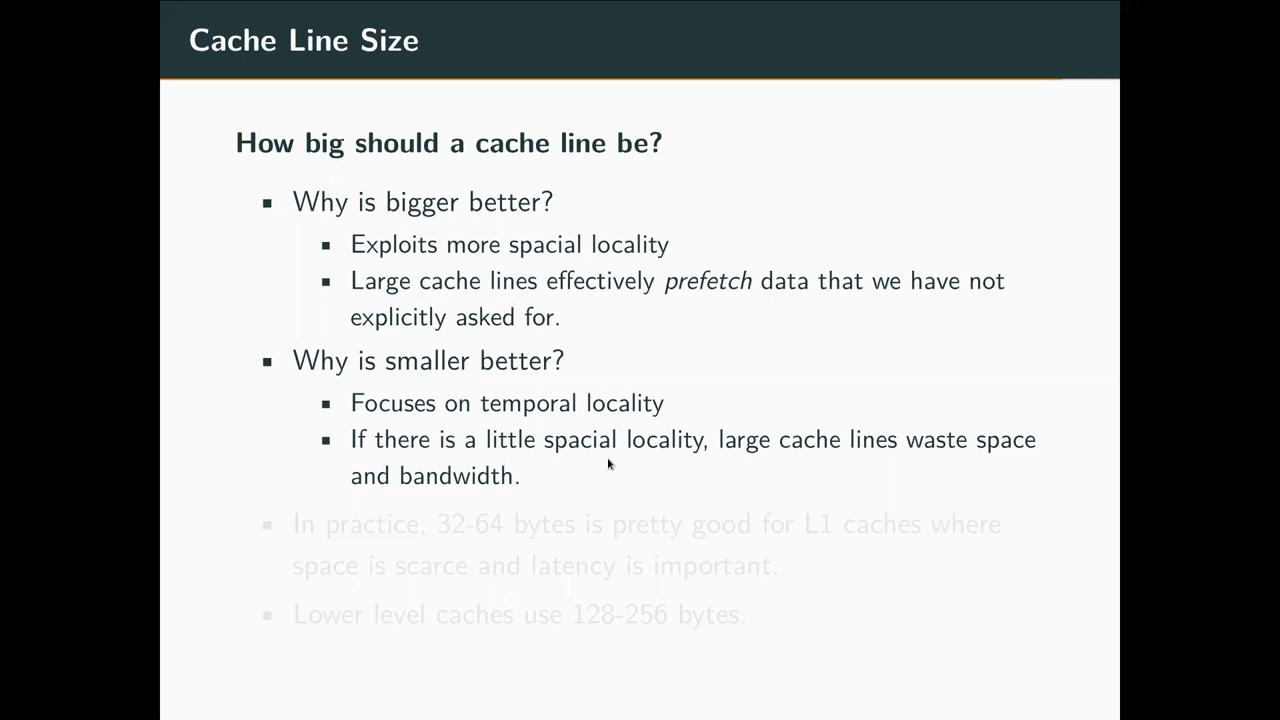 Cache Line Size
How big should a cache line be?
Why is bigger better?
Exploits more spacial locality
Large cache lines effectively prefetch data that we have not
explicitly asked for.
Why is smaller better?
Focuses on temporal locality
If there is a little spacial locality, large cache lines waste space
and bandwidth.
In practice, 32-64 bytes is pretty good for L1 caches where
space is scarce and latency is important.
Lower level caches use 128-256 bytes.